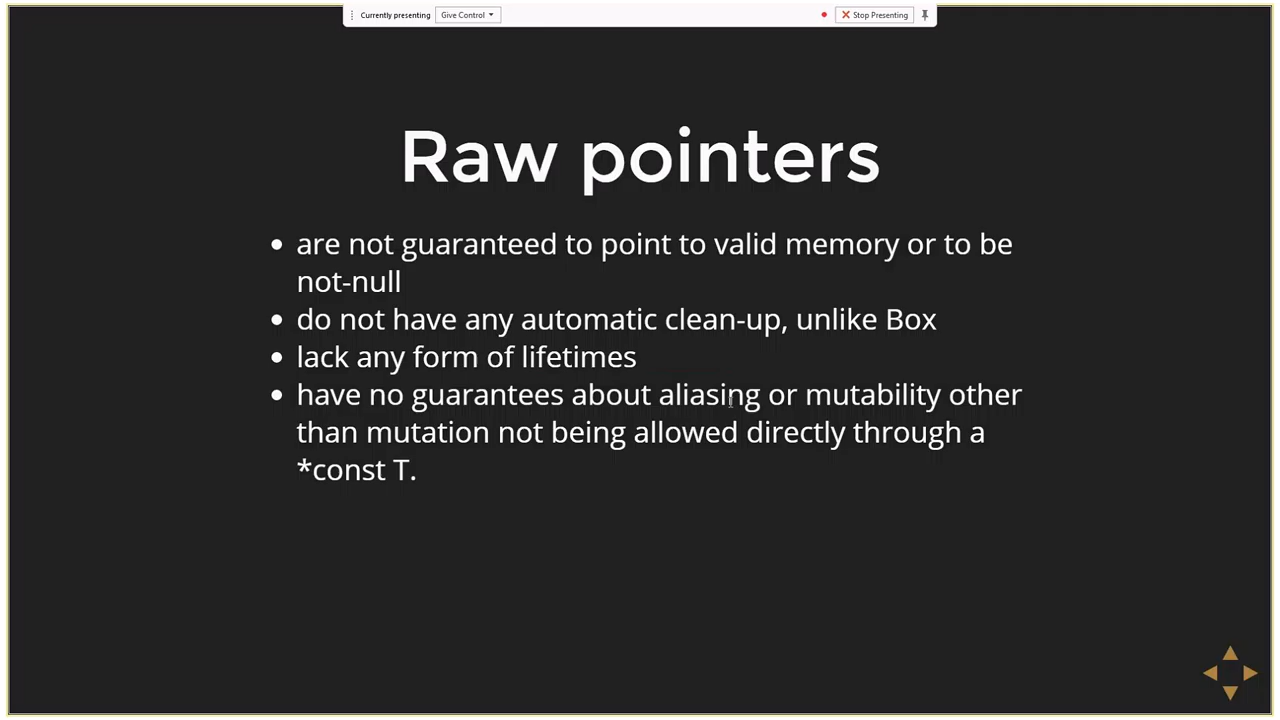 Currently presenting Give Control Stop Presenting
Raw pointers
are not guaranteed to point to valid memory or to be
not-null
do not have any automatic clean-up, unlike Box
lack any form of lifetimes
have no guarantees about aliasing or mutability other
than mutation not being allowed directly through a
*const T.